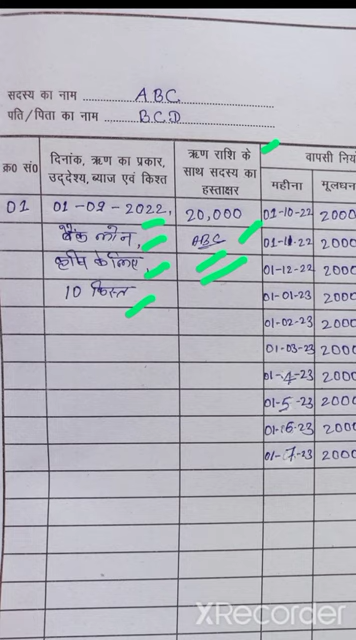 सदस्य का नाम ABC
पति/पिता का नाम BCD
क्र० सं० दिनांक, ऋण का प्रकार, उद्देश्य, ब्याज एवं किश्त ऋण राशि के साथ सदस्य का हस्ताक्षर वापसी
महीना मूलधन
01 01-09-2022, 20,000 01-10-22 2000
बैंक लोन, ABC 01-11-22 2000
कृषि के लिए, 01-12-22 2000
10 किस्त 01-01-23 2000
01-02-23 2000
01-03-23 2000
01-4-23 2000
01-5-23 2000
01-6-23 2000
01-7-23 2000
XRecorder